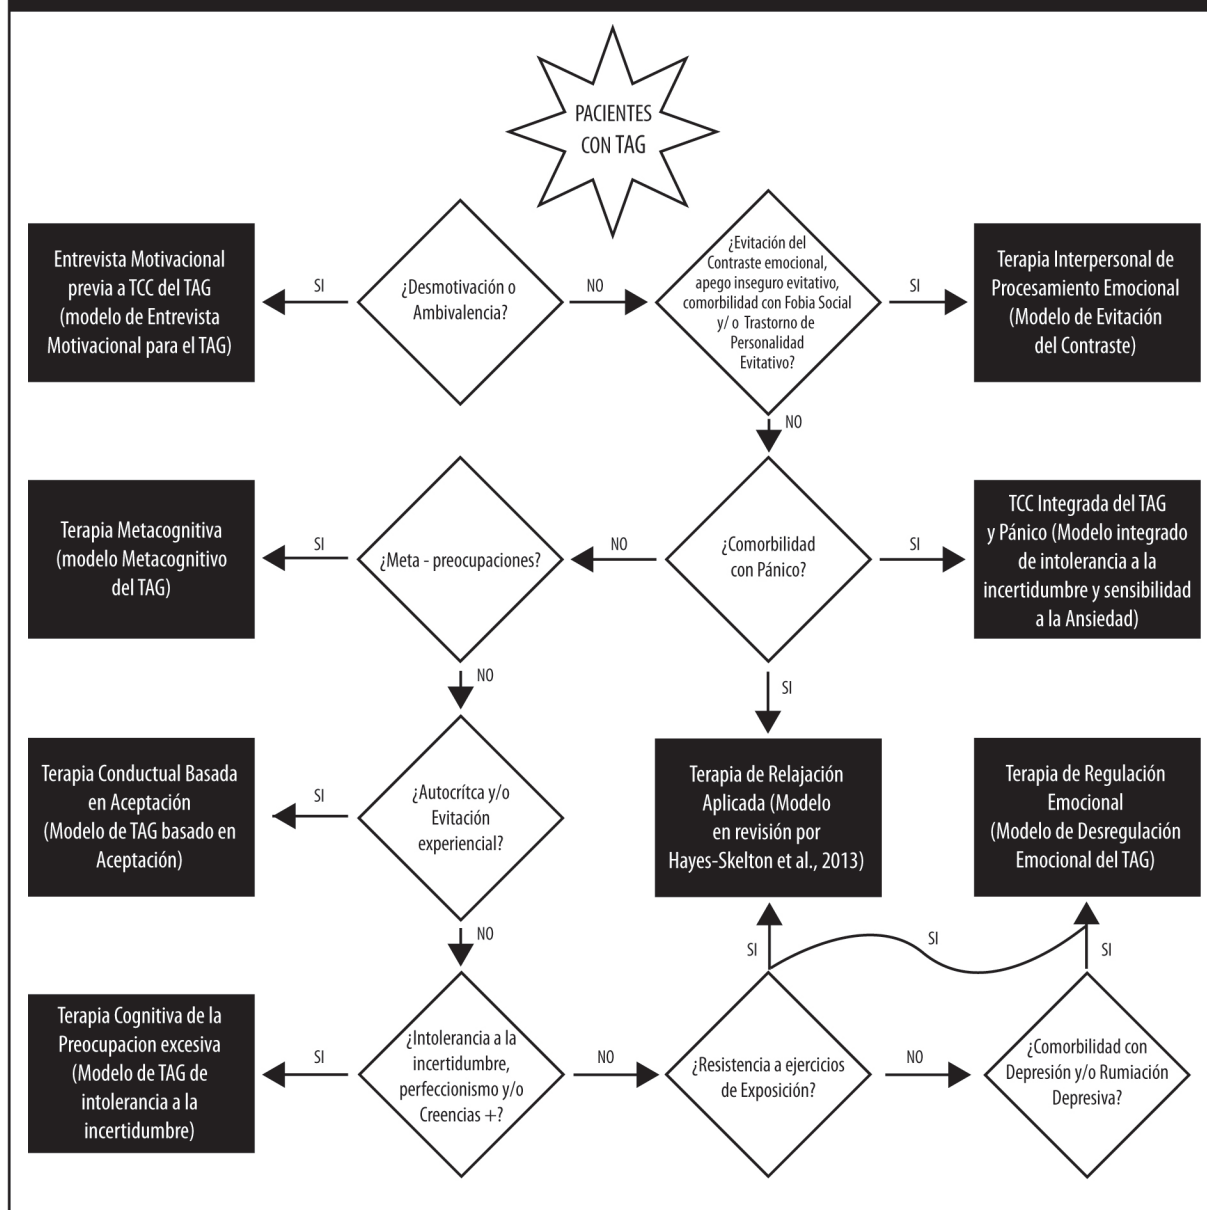 PACIENTES
CON TAG
Entrevista Motivacional
previa a TCC del TAG
(modelo de Entrevista
Motivacional para el TAG)
SI
¿Desmotivación o
Ambivalencia?
NO
¿Evitación del
Contraste emocional,
apego inseguro evitativo,
comorbilidad con Fobia Social
y/ o Trastorno de
Personalidad
Evitativo?
SI
Terapia Interpersonal de
Procesamiento Emocional
(Modelo de Evitación
del Contraste)
NO
Terapia Metacognitiva
(modelo Metacognitivo
del TAG)
SI
¿Meta - preocupaciones?
NO
¿Comorbilidad
con Pánico?
SI
TCC Integrada del TAG
y Pánico (Modelo integrado
de intolerancia a la
incertidumbre y sensibilidad
a la Ansiedad)
NO
SI
Terapia Conductual Basada
en Aceptación
(Modelo de TAG basado en
Aceptación)
SI
¿Autocrítca y/o
Evitación
experiencial?
Terapia de Relajación
Aplicada (Modelo
en revisión por
Hayes-Skelton et al., 2013)
Terapia de Regulación
Emocional
(Modelo de Desregulación
Emocional del TAG)
NO
SI
SI
SI
Terapia Cognitiva de la
Preocupacion excesiva
(Modelo de TAG de
intolerancia a la
incertidumbre)
SI
¿Intolerancia a la
incertidumbre,
perfeccionismo y/o
Creencias +?
NO
¿Resistencia a ejercicios
de Exposición?
NO
¿Comorbilidad con
Depresión y/o Rumiación
Depresiva?